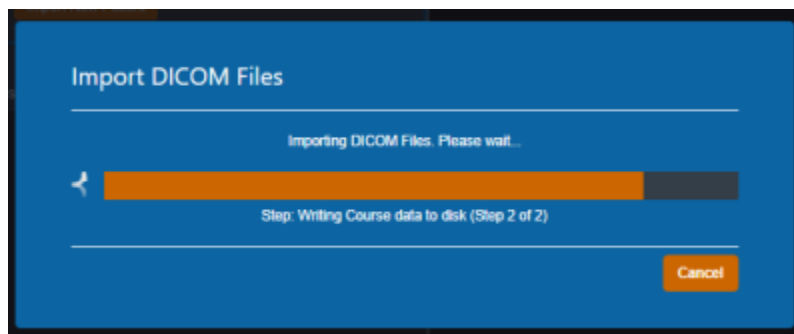 Import DICOM Files
Importing DICOM Files. Please wait...
Step: Writing Course data to disk (Step 2 of 2)
Cancel